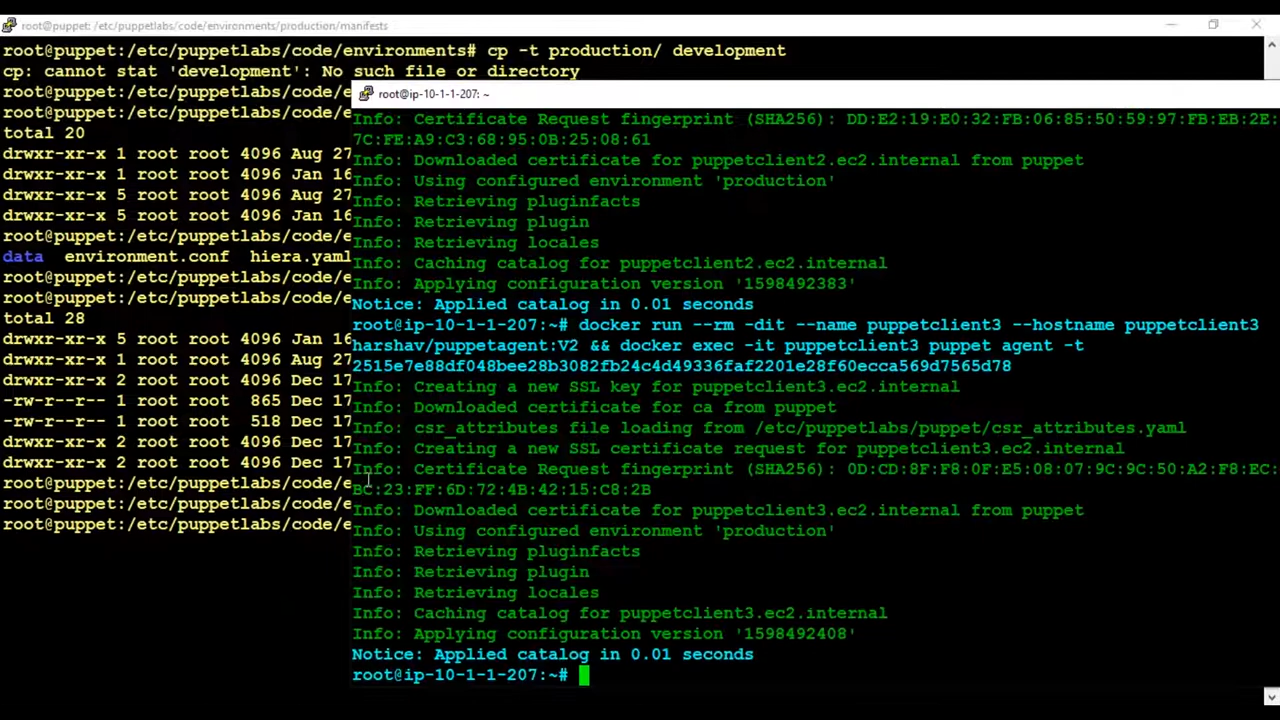 root@puppet: /etc/puppetlabs/code/environments/production/manifests
root@puppet:/etc/puppetlabs/code/environments# cp -t production/ development
cp: cannot stat 'development': No such file or directory
root@puppet:/etc/puppetlabs/code/e
root@puppet:/etc/puppetlabs/code/e
total 20
drwxr-xr-x 1 root root 4096 Aug 27
drwxr-xr-x 1 root root 4096 Jan 16
drwxr-xr-x 5 root root 4096 Aug 27
drwxr-xr-x 5 root root 4096 Jan 16
root@puppet:/etc/puppetlabs/code/e
data environment.conf hiera.yaml
root@puppet:/etc/puppetlabs/code/e
root@puppet:/etc/puppetlabs/code/e
total 28
drwxr-xr-x 5 root root 4096 Jan 16
drwxr-xr-x 1 root root 4096 Aug 27
drwxr-xr-x 2 root root 4096 Dec 17
-rw-r--r-- 1 root root 865 Dec 17
-rw-r--r-- 1 root root 518 Dec 17
drwxr-xr-x 2 root root 4096 Dec 17
drwxr-xr-x 2 root root 4096 Dec 17
root@puppet:/etc/puppetlabs/code/e
root@puppet:/etc/puppetlabs/code/e
root@puppet:/etc/puppetlabs/code/e
root@ip-10-1-1-207: ~
Info: Certificate Request fingerprint (SHA256): DD:E2:19:E0:32:FB:06:85:50:59:97:FB:EB:2E:
7C:FE:A9:C3:68:95:0B:25:08:61
Info: Downloaded certificate for puppetclient2.ec2.internal from puppet
Info: Using configured environment 'production'
Info: Retrieving pluginfacts
Info: Retrieving plugin
Info: Retrieving locales
Info: Caching catalog for puppetclient2.ec2.internal
Info: Applying configuration version '1598492383'
Notice: Applied catalog in 0.01 seconds
root@ip-10-1-1-207:~# docker run --rm -dit --name puppetclient3 --hostname puppetclient3
harshav/puppetagent:V2 && docker exec -it puppetclient3 puppet agent -t
2515e7e88df048bee28b3082fb24c4d49336faf2201e28f60ecca569d7565d78
Info: Creating a new SSL key for puppetclient3.ec2.internal
Info: Downloaded certificate for ca from puppet
Info: csr_attributes file loading from /etc/puppetlabs/puppet/csr_attributes.yaml
Info: Creating a new SSL certificate request for puppetclient3.ec2.internal
Info: Certificate Request fingerprint (SHA256): 0D:CD:8F:F8:0F:E5:08:07:9C:9C:50:A2:F8:EC:
BC:23:FF:6D:72:4B:42:15:C8:2B
Info: Downloaded certificate for puppetclient3.ec2.internal from puppet
Info: Using configured environment 'production'
Info: Retrieving pluginfacts
Info: Retrieving plugin
Info: Retrieving locales
Info: Caching catalog for puppetclient3.ec2.internal
Info: Applying configuration version '1598492408'
Notice: Applied catalog in 0.01 seconds
root@ip-10-1-1-207:~#